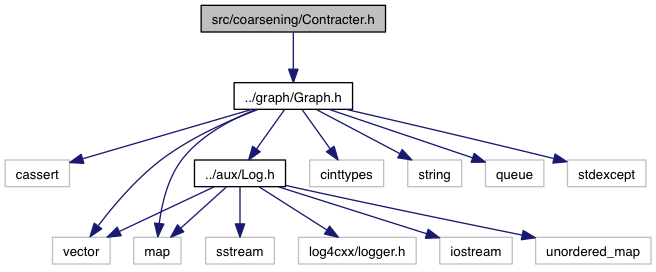 src/coarsening/Contracter.h
../graph/Graph.h
cassert
../aux/Log.h
cinttypes
string
queue
stdexcept
vector
map
sstream
log4cxx/logger.h
iostream
unordered_map